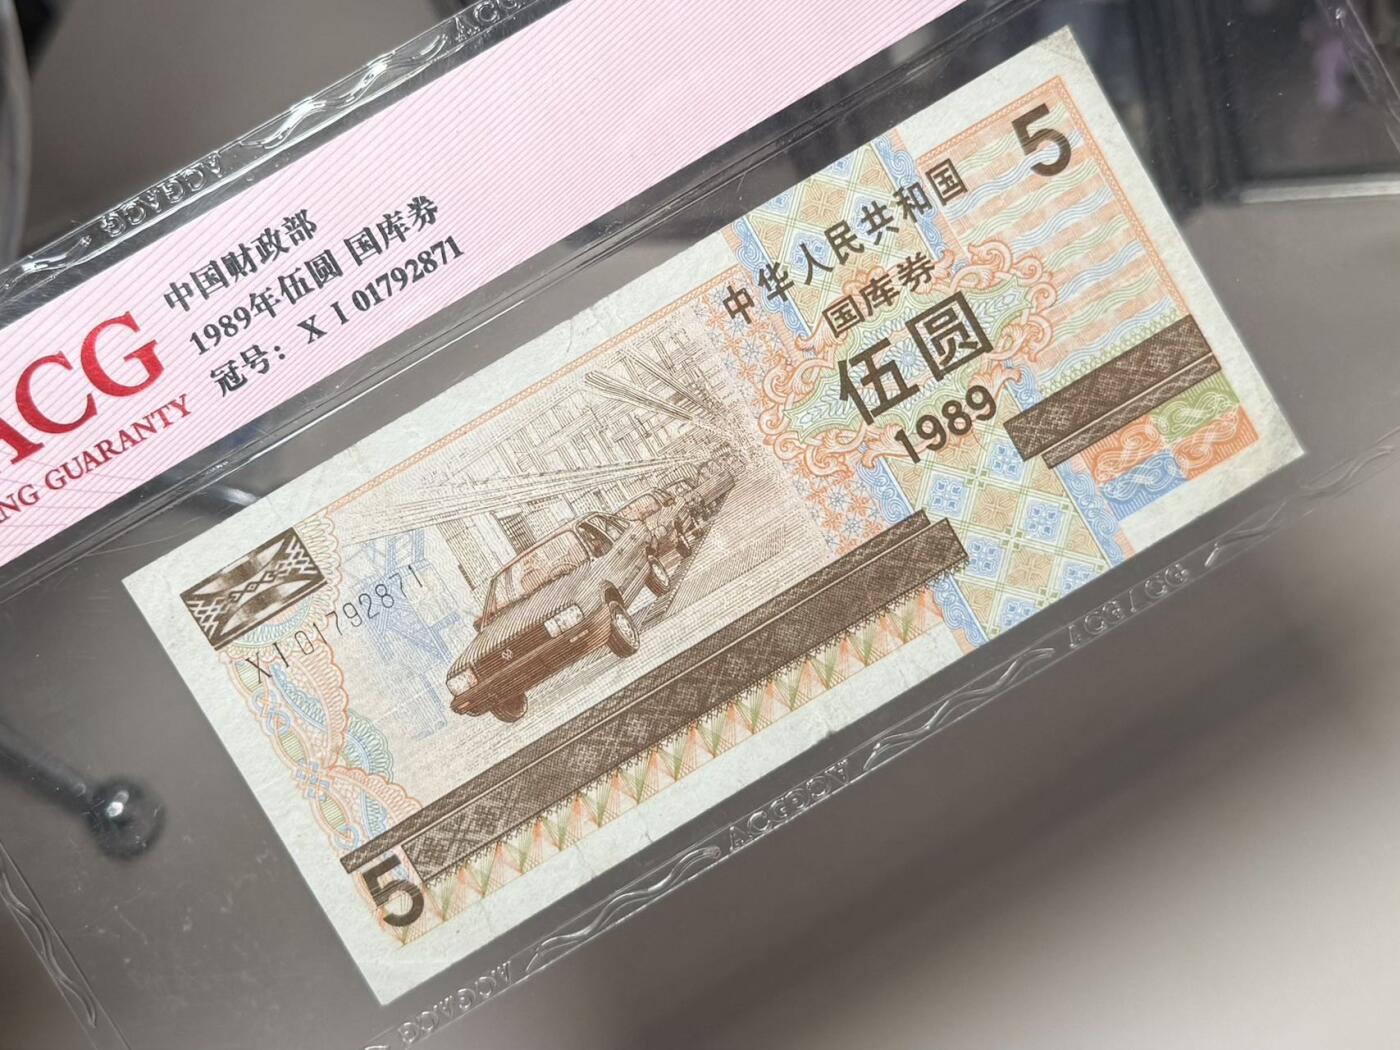 ACG
NG GUARANTY
中国财政部
1989年伍圆 国库券
冠号： X I 01792871
5
中华人民共和国
国库券
伍圆
1989
X I 01792871
5